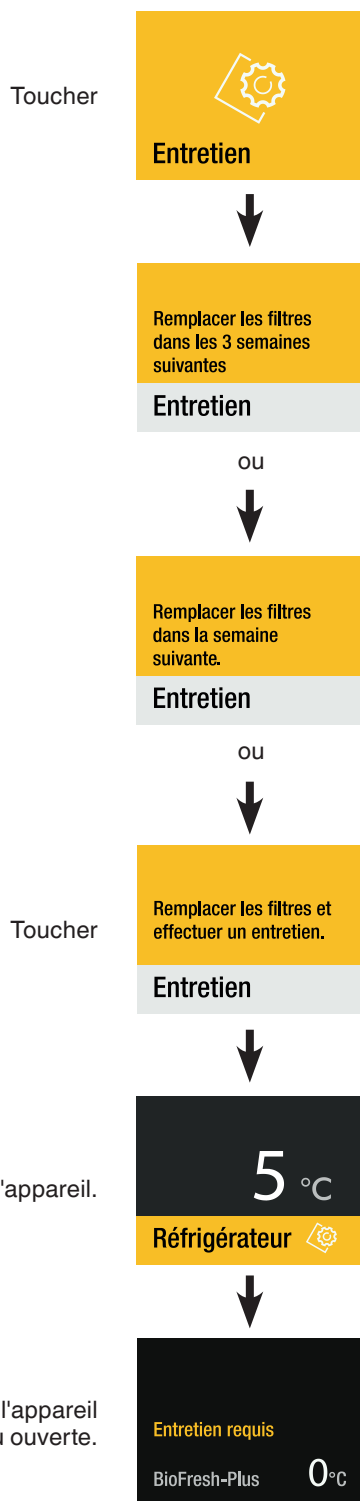 Toucher
Entretien
Remplacer les filtres
dans les 3 semaines
suivantes
Entretien
ou
Remplacer les filtres
dans la semaine
suivante.
Entretien
ou
Toucher
Remplacer les filtres et
effectuer un entretien.
Entretien
5 °C
l'appareil.
Réfrigérateur
l'appareil
ouverte.
Entretien requis
BioFresh-Plus 0°C